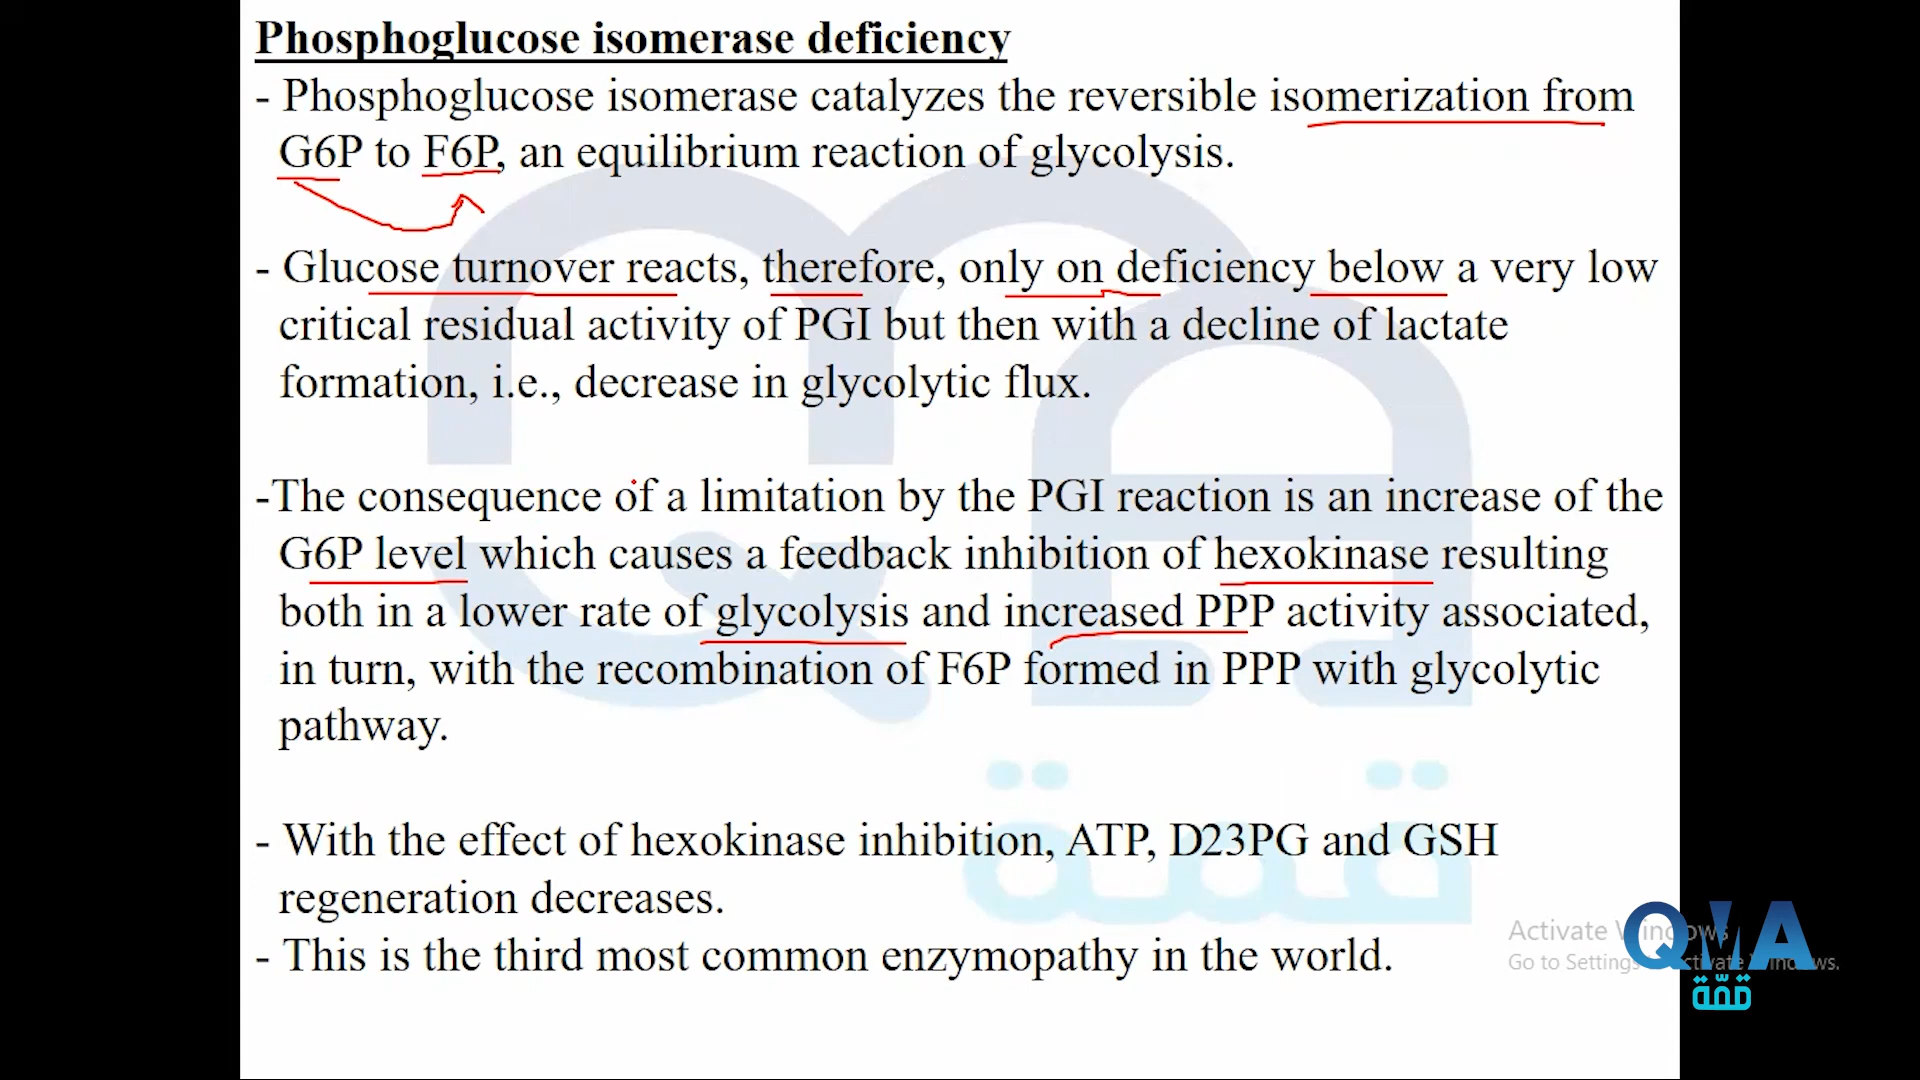 Phosphoglucose isomerase deficiency
- Phosphoglucose isomerase catalyzes the reversible isomerization from
G6P to F6P, an equilibrium reaction of glycolysis.
- Glucose turnover reacts, therefore, only on deficiency below a very low
critical residual activity of PGI but then with a decline of lactate
formation, i.e., decrease in glycolytic flux.
-The consequence of a limitation by the PGI reaction is an increase of the
G6P level which causes a feedback inhibition of hexokinase resulting
both in a lower rate of glycolysis and increased PPP activity associated,
in turn, with the recombination of F6P formed in PPP with glycolytic
pathway.
- With the effect of hexokinase inhibition, ATP, D23PG and GSH
regeneration decreases.
- This is the third most common enzymopathy in the world.
قمة
Activate Windows
Go to Settings Activate Windows.
QMA
قمّة